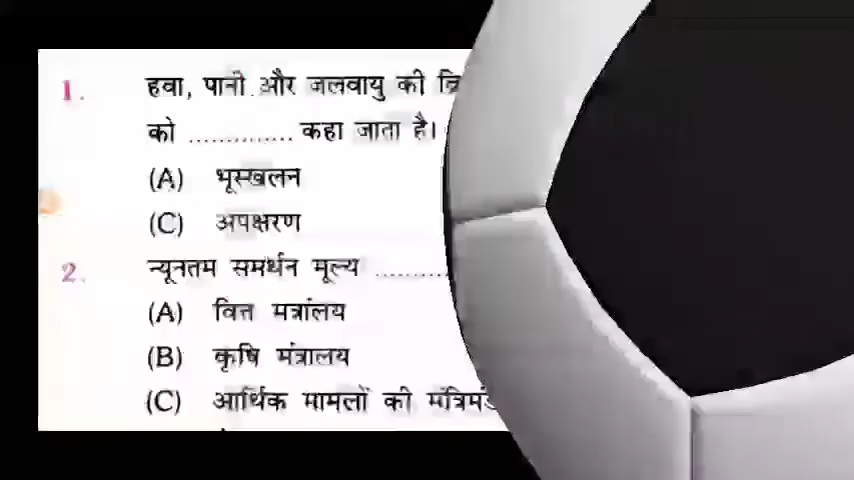 1. हवा, पानी और जलवायु की
को .............. कहा जाता है।
(A) भूस्खलन
(C) अपक्षरण
2. न्यूनतम समर्थन मूल्य ..........
(A) वित्त मत्रांलय
(B) कृषि मंत्रालय
(C) आर्थिक मामलों की